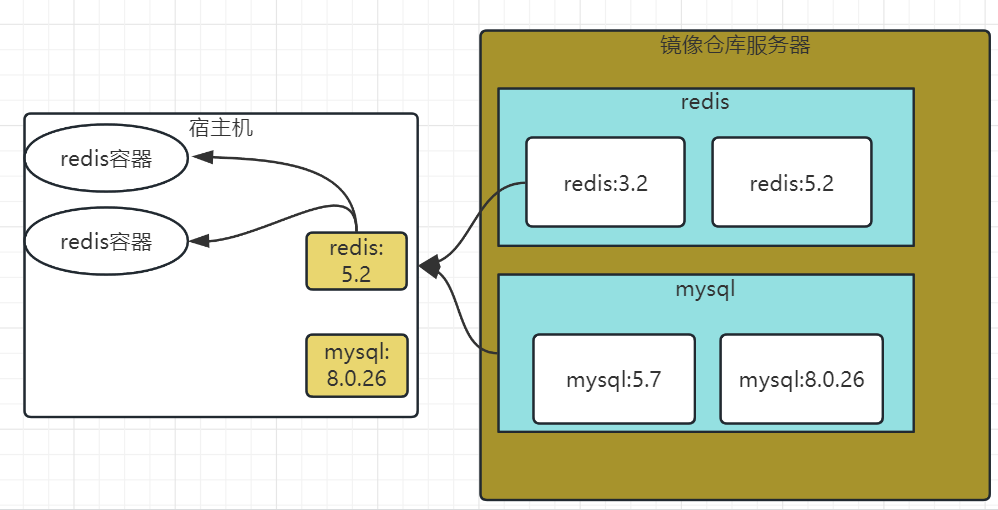 镜像仓库服务器
redis
redis:3.2
redis:5.2
mysql
mysql:5.7
mysql:8.0.26
宿主机
redis容器
redis容器
redis:
5.2
mysql:
8.0.26